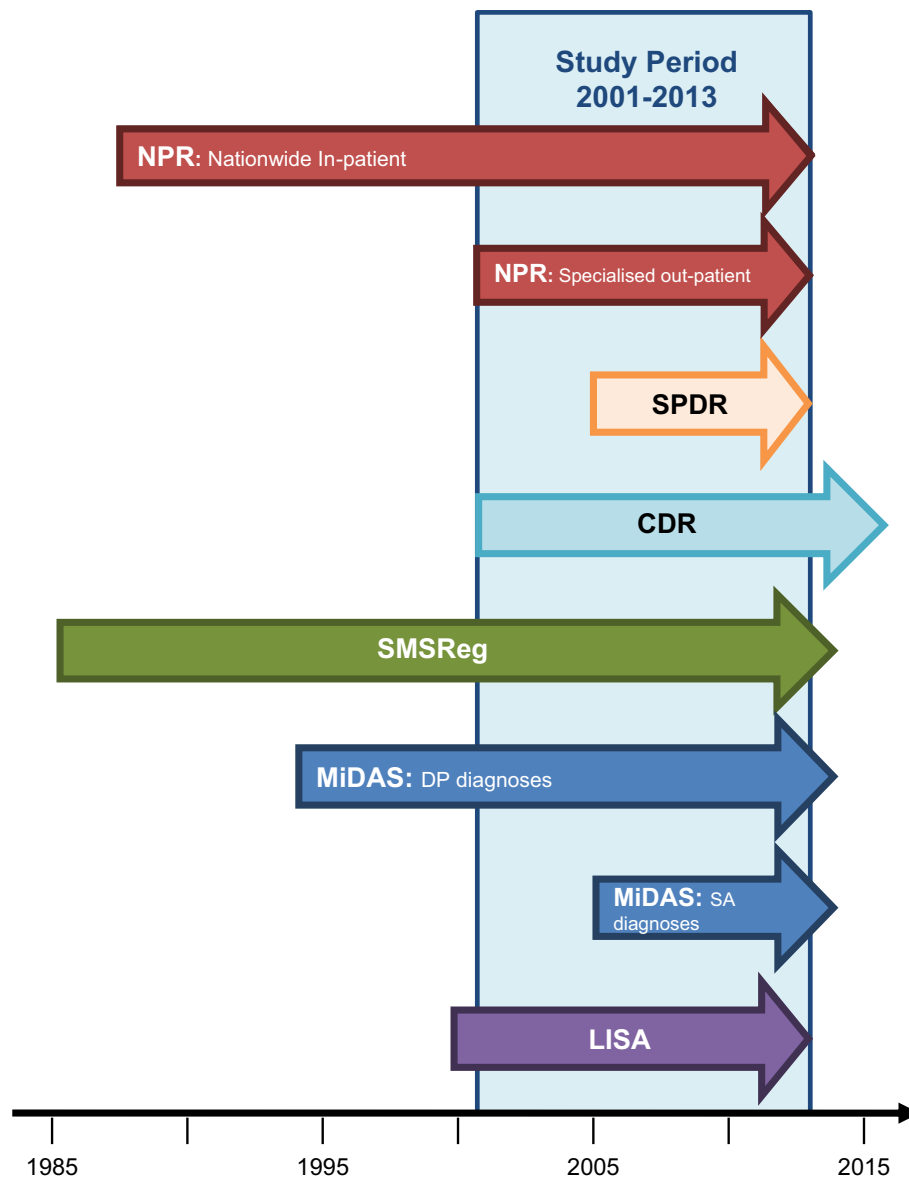 Study Period
2001-2013
NPR: Nationwide In-patient
NPR: Specialised out-patient
SPDR
CDR
SMSReg
MiDAS: DP diagnoses
MiDAS: SA
diagnoses
LISA
1985 1995 2005 2015